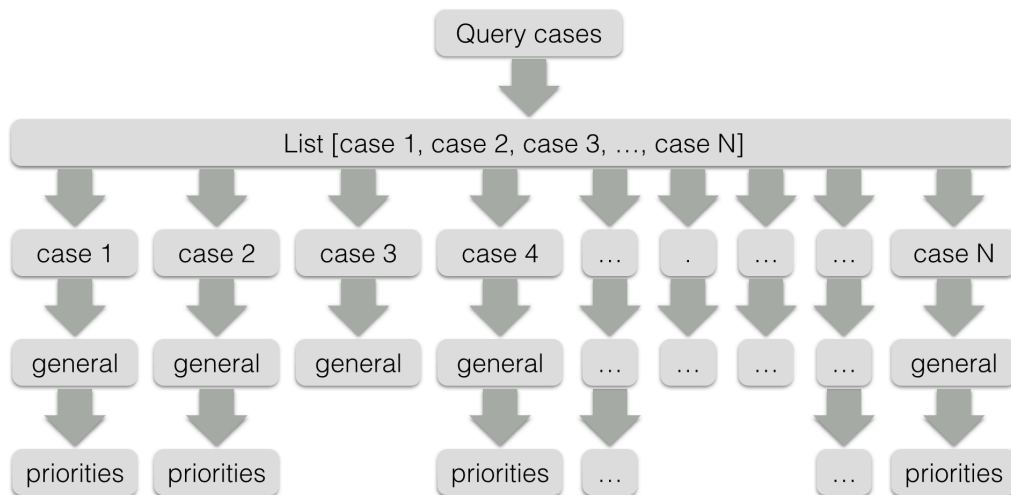 Query cases
List [case 1, case 2, case 3, ..., case N]
case 1 case 2 case 3 case 4 ... . ... ... case N
general general general general ... ... ... ... general
priorities priorities priorities ... ... priorities